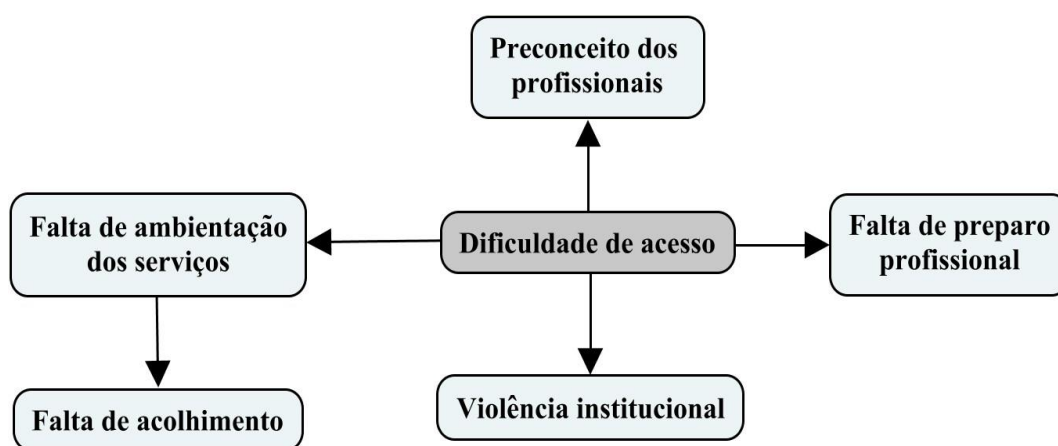 Preconceito dos
profissionais
Falta de ambientação
dos serviços
Dificuldade de acesso
Falta de preparo
profissional
Falta de acolhimento
Violência institucional